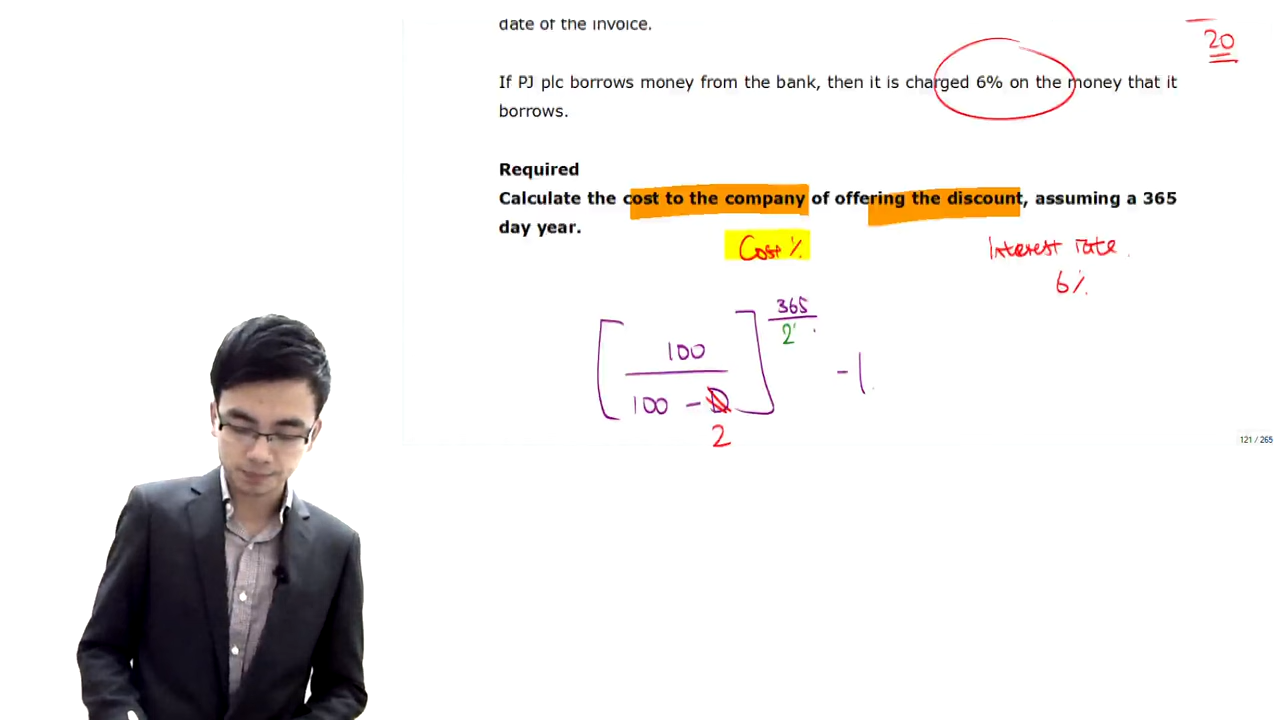 date of the invoice.
20
If PJ plc borrows money from the bank, then it is charged 6% on the money that it
borrows.
Required
Calculate the cost to the company of offering the discount, assuming a 365
day year.
Cost %
Interest rate
6%
365
2
100
100 - D
-1
2
121 / 265